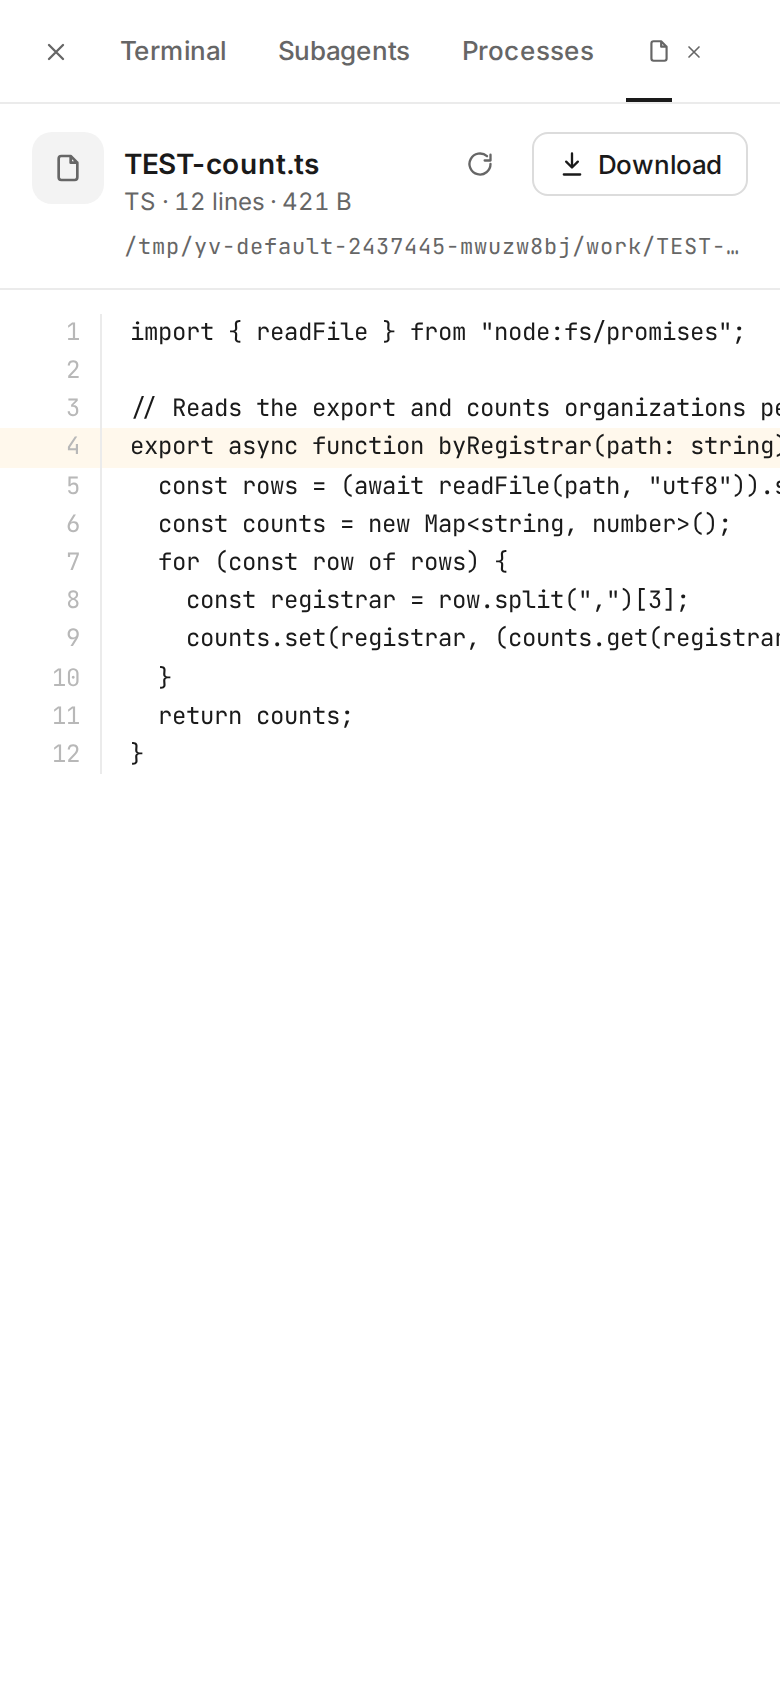 Terminal Subagents Processes
TEST-count.ts
Download
TS · 12 lines · 421 B
/tmp/yv-default-2437445-mwuzw8bj/work/TEST-…
1 import { readFile } from "node:fs/promises";
2
3 // Reads the export and counts organizations pe
4 export async function byRegistrar(path: string)
5   const rows = (await readFile(path, "utf8")).s
6   const counts = new Map<string, number>();
7   for (const row of rows) {
8     const registrar = row.split(",")[3];
9     counts.set(registrar, (counts.get(registrar
10   }
11   return counts;
12 }